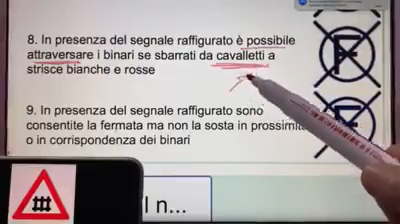 8. In presenza del segnale raffigurato è possibile
attraversare i binari se sbarrati da cavalletti a
strisce bianche e rosse
9. In presenza del segnale raffigurato sono
consentite la fermata ma non la sosta in prossimit
o in corrispondenza dei binari
l n...